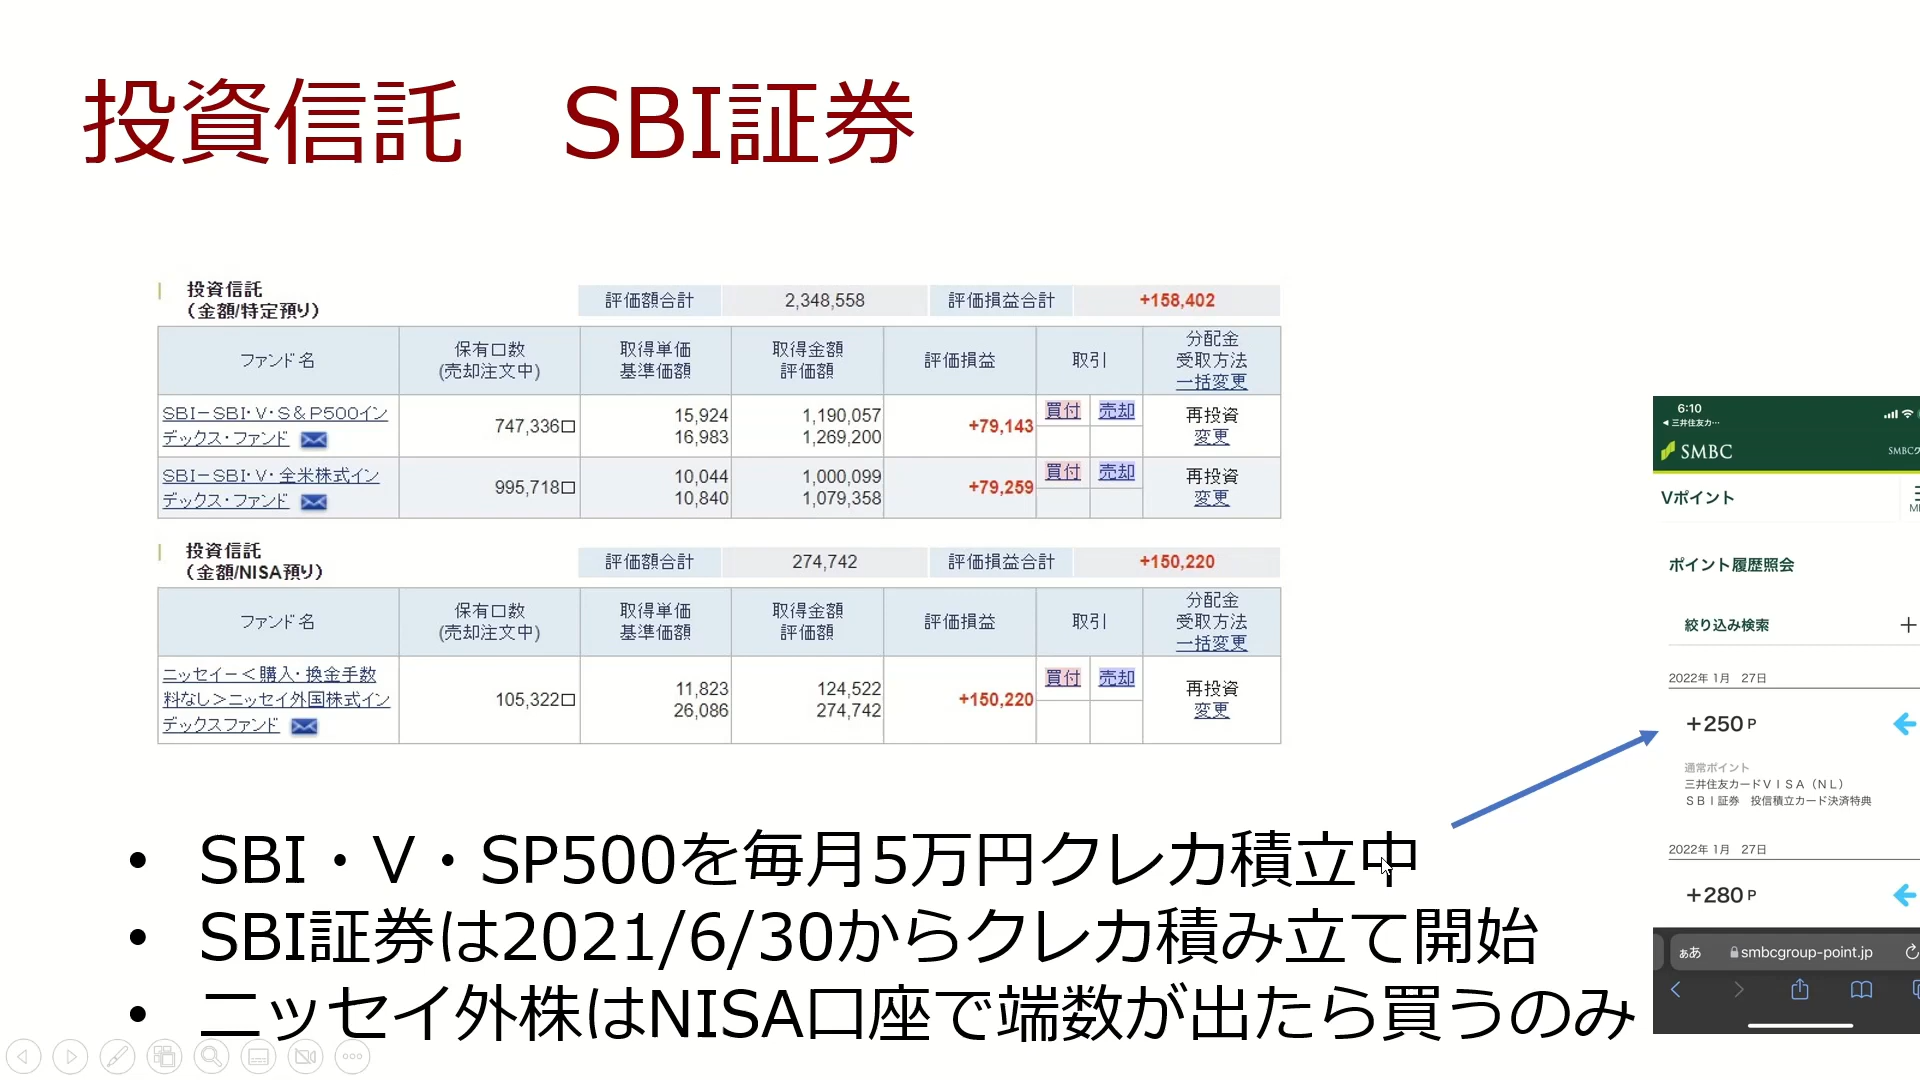 投資信託　SBI証券
投資信託
（金額/特定預り）
評価額合計 2,348,558 評価損益合計 +158,402
ファンド名 保有口数 (売却注文中) 取得単価 基準価額 取得金額 評価額 評価損益 取引 分配金 受取方法 一括変更
SBI－SBI･V･S＆P500イン 15,924 1,190,057 買付 売却 再投資
デックス･ファンド 747,336口 16,983 1,269,200 +79,143 変更
SBI－SBI･V･全米株式イン 10,044 1,000,099 買付 売却 再投資
デックス･ファンド 995,718口 10,840 1,079,358 +79,259 変更
投資信託
（金額/NISA預り）
評価額合計 274,742 評価損益合計 +150,220
ファンド名 保有口数 (売却注文中) 取得単価 基準価額 取得金額 評価額 評価損益 取引 分配金 受取方法 一括変更
ニッセイ－＜購入･換金手数 買付 売却
料なし＞ニッセイ外国株式イン 105,322口 11,823 124,522 +150,220 再投資
デックスファンド 26,086 274,742 変更
• SBI・V・SP500を毎月5万円クレカ積立中
• SBI証券は2021/6/30からクレカ積み立て開始
• ニッセイ外株はNISA口座で端数が出たら買うのみ
6:10
◀ 三井住友カ…
SMBC SMBCグ
Vポイント
ポイント履歴照会
絞り込み検索 ＋
2022年 1月　27日
+250 P
通常ポイント
三井住友カードＶＩＳＡ（ＮＬ）
ＳＢＩ証券　投信積立カード決済特典
2022年 1月　27日
+280 P
ぁあ smbcgroup-point.jp